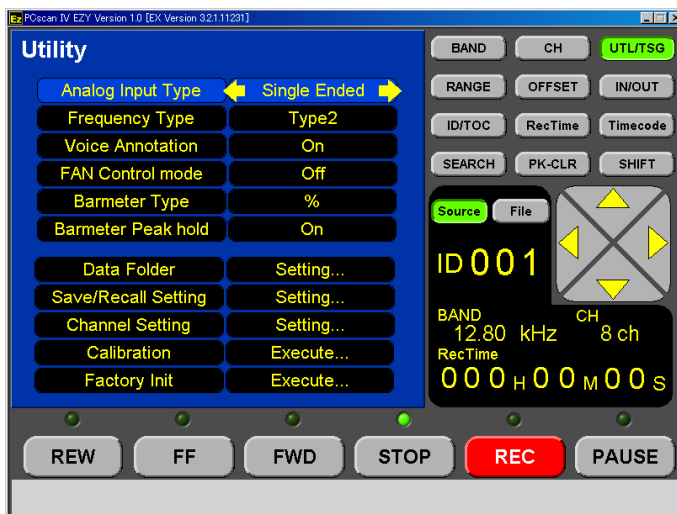 Ez PCscan IV EZY Version 1.0 [EX Version 3.2.1.11231]
Utility
Analog Input Type Single Ended
Frequency Type Type2
Voice Annotation On
FAN Control mode Off
Barmeter Type %
Barmeter Peak hold On
Data Folder Setting...
Save/Recall Setting Setting...
Channel Setting Setting...
Calibration Execute...
Factory Init Execute...
BAND CH UTL/TSG
RANGE OFFSET IN/OUT
ID/TOC RecTime Timecode
SEARCH PK-CLR SHIFT
Source File
ID 001
BAND CH
12.80 kHz 8 ch
RecTime
000 H 00 M 00 S
REW FF FWD STOP REC PAUSE